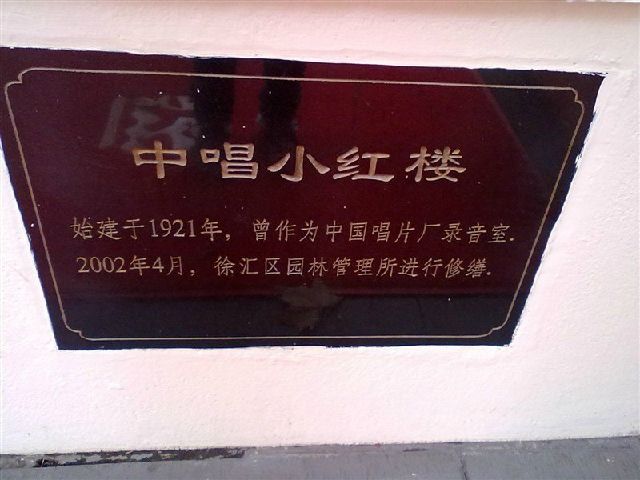 中唱小红楼
始建于1921年，曾作为中国唱片厂录音室.
2002年4月，徐汇区园林管理所进行修缮.